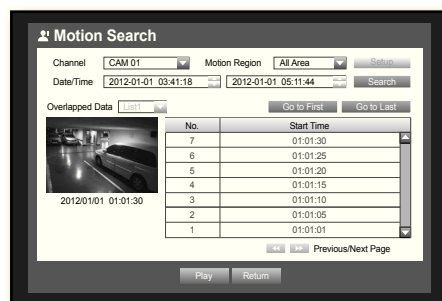 Motion Search
Channel CAM 01 Motion Region All Area Setup
Date/Time 2012-01-01 03:41:18 2012-01-01 05:11:44 Search
Overlapped Data List1 Go to First Go to Last
No. Start Time
7 01:01:30
6 01:01:25
5 01:01:20
4 01:01:15
3 01:01:10
2 01:01:05
1 01:01:01
2012/01/01 01:01:30
Previous/Next Page
Play Return